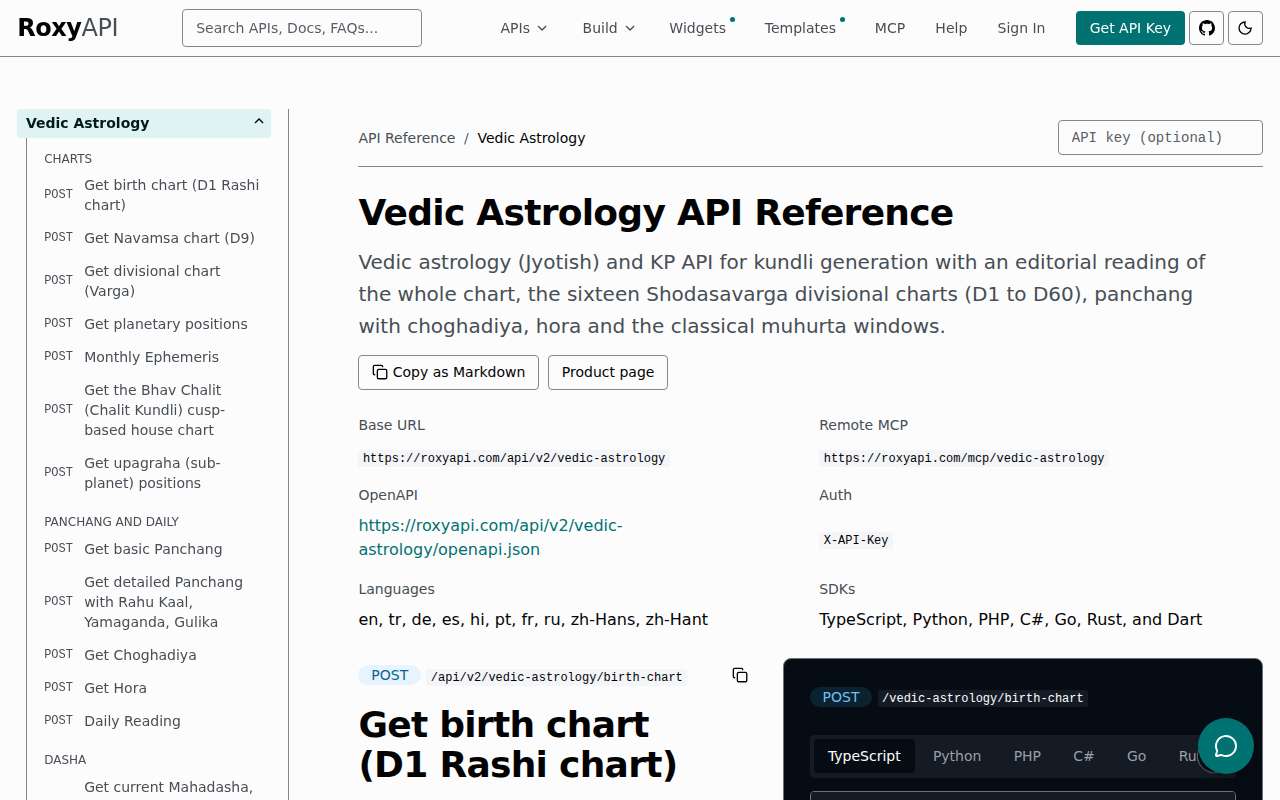 RoxyAPI
Search APIs, Docs, FAQs...
APIs
Build
Widgets
Templates
MCP
Help
Sign In
Get API Key
Vedic Astrology
CHARTS
POST Get birth chart (D1 Rashi
chart)
POST Get Navamsa chart (D9)
POST Get divisional chart
(Varga)
POST Get planetary positions
POST Monthly Ephemeris
POST Get the Bhav Chalit
(Chalit Kundli) cusp-
based house chart
POST Get upagraha (sub-
planet) positions
PANCHANG AND DAILY
POST Get basic Panchang
POST Get detailed Panchang
with Rahu Kaal,
Yamaganda, Gulika
POST Get Choghadiya
POST Get Hora
POST Daily Reading
DASHA
Get current Mahadasha,
API Reference / Vedic Astrology
API key (optional)
Vedic Astrology API Reference
Vedic astrology (Jyotish) and KP API for kundli generation with an editorial reading of
the whole chart, the sixteen Shodasavarga divisional charts (D1 to D60), panchang
with choghadiya, hora and the classical muhurta windows.
Copy as Markdown
Product page
Base URL
https://roxyapi.com/api/v2/vedic-astrology
Remote MCP
https://roxyapi.com/mcp/vedic-astrology
OpenAPI
https://roxyapi.com/api/v2/vedic-
astrology/openapi.json
Auth
X-API-Key
Languages
en, tr, de, es, hi, pt, fr, ru, zh-Hans, zh-Hant
SDKs
TypeScript, Python, PHP, C#, Go, Rust, and Dart
POST /api/v2/vedic-astrology/birth-chart
Get birth chart
(D1 Rashi chart)
POST /vedic-astrology/birth-chart
TypeScript Python PHP C# Go